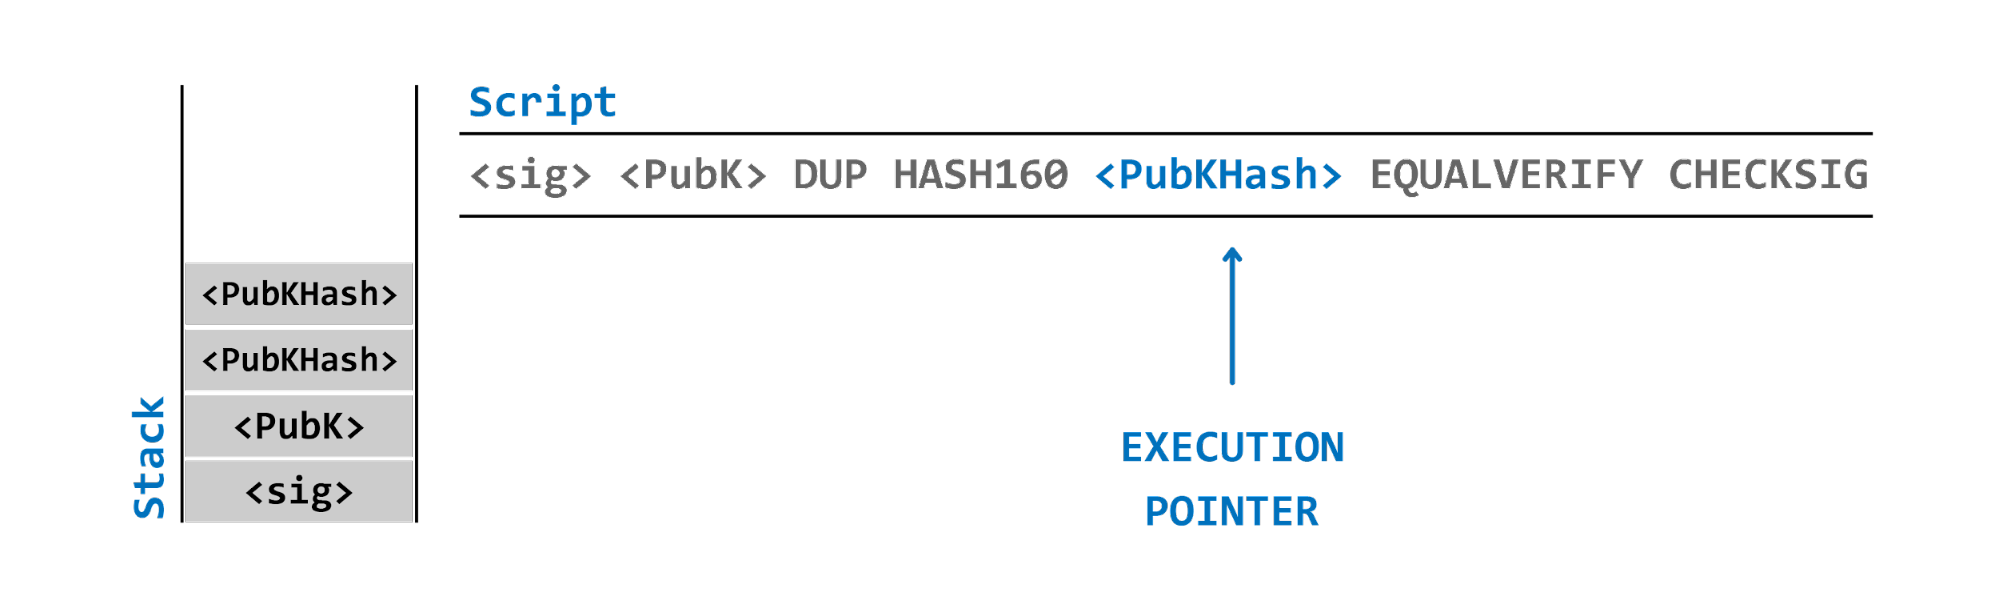 Script
<sig> <PubK> DUP HASH160 <PubKHash> EQUALVERIFY CHECKSIG
<PubKHash>
<PubKHash>
<PubK>
<sig>
Stack
EXECUTION
POINTER